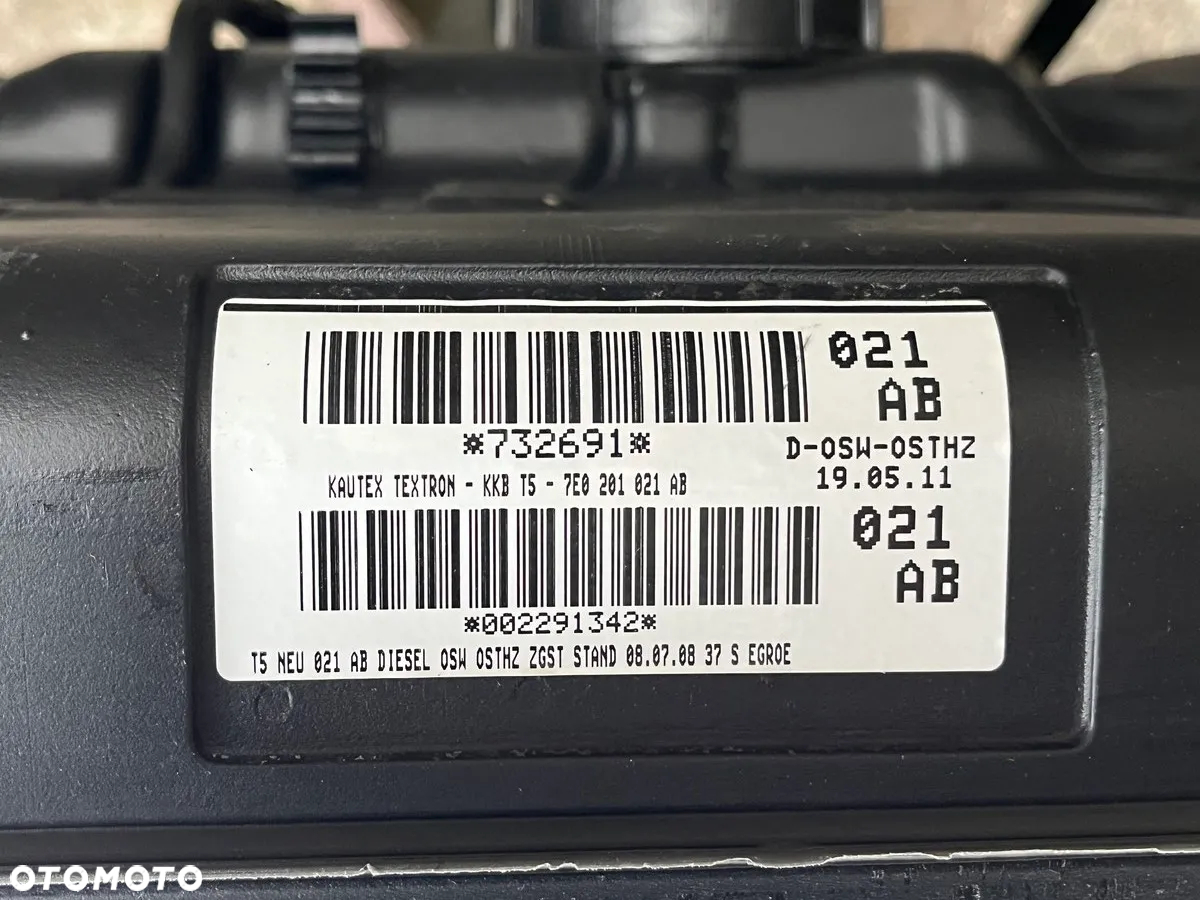 021
AB
*732691*
D-OSW-OSTHZ
19.05.11
KAUTEX TEXTRON - KKB T5 - 7E0 201 021 AB
021
AB
*002291342*
T5 NEU 021 AB DIESEL OSW OSTHZ ZGST STAND 08.07.08 37 S EGROE
OTOMOTO